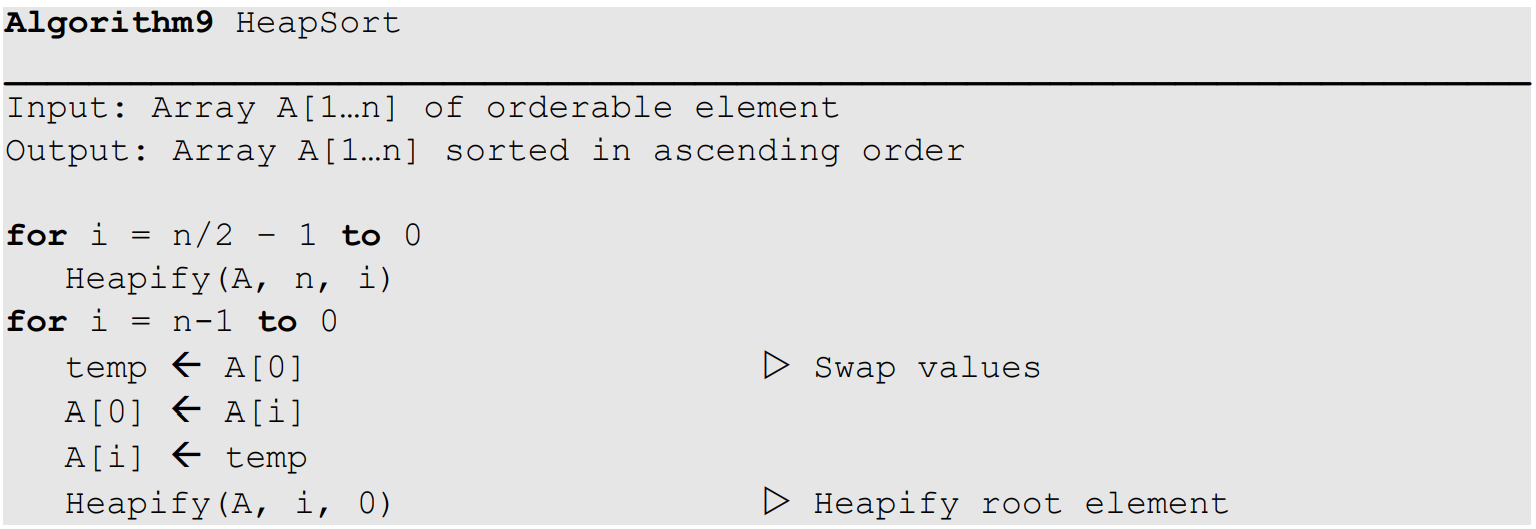 Algorithm9 HeapSort
Input: Array A[1…n] of orderable element
Output: Array A[1…n] sorted in ascending order
for i = n/2 – 1 to 0
Heapify(A, n, i)
for i = n-1 to 0
temp ← A[0] ▷ Swap values
A[0] ← A[i]
A[i] ← temp
Heapify(A, i, 0) ▷ Heapify root element